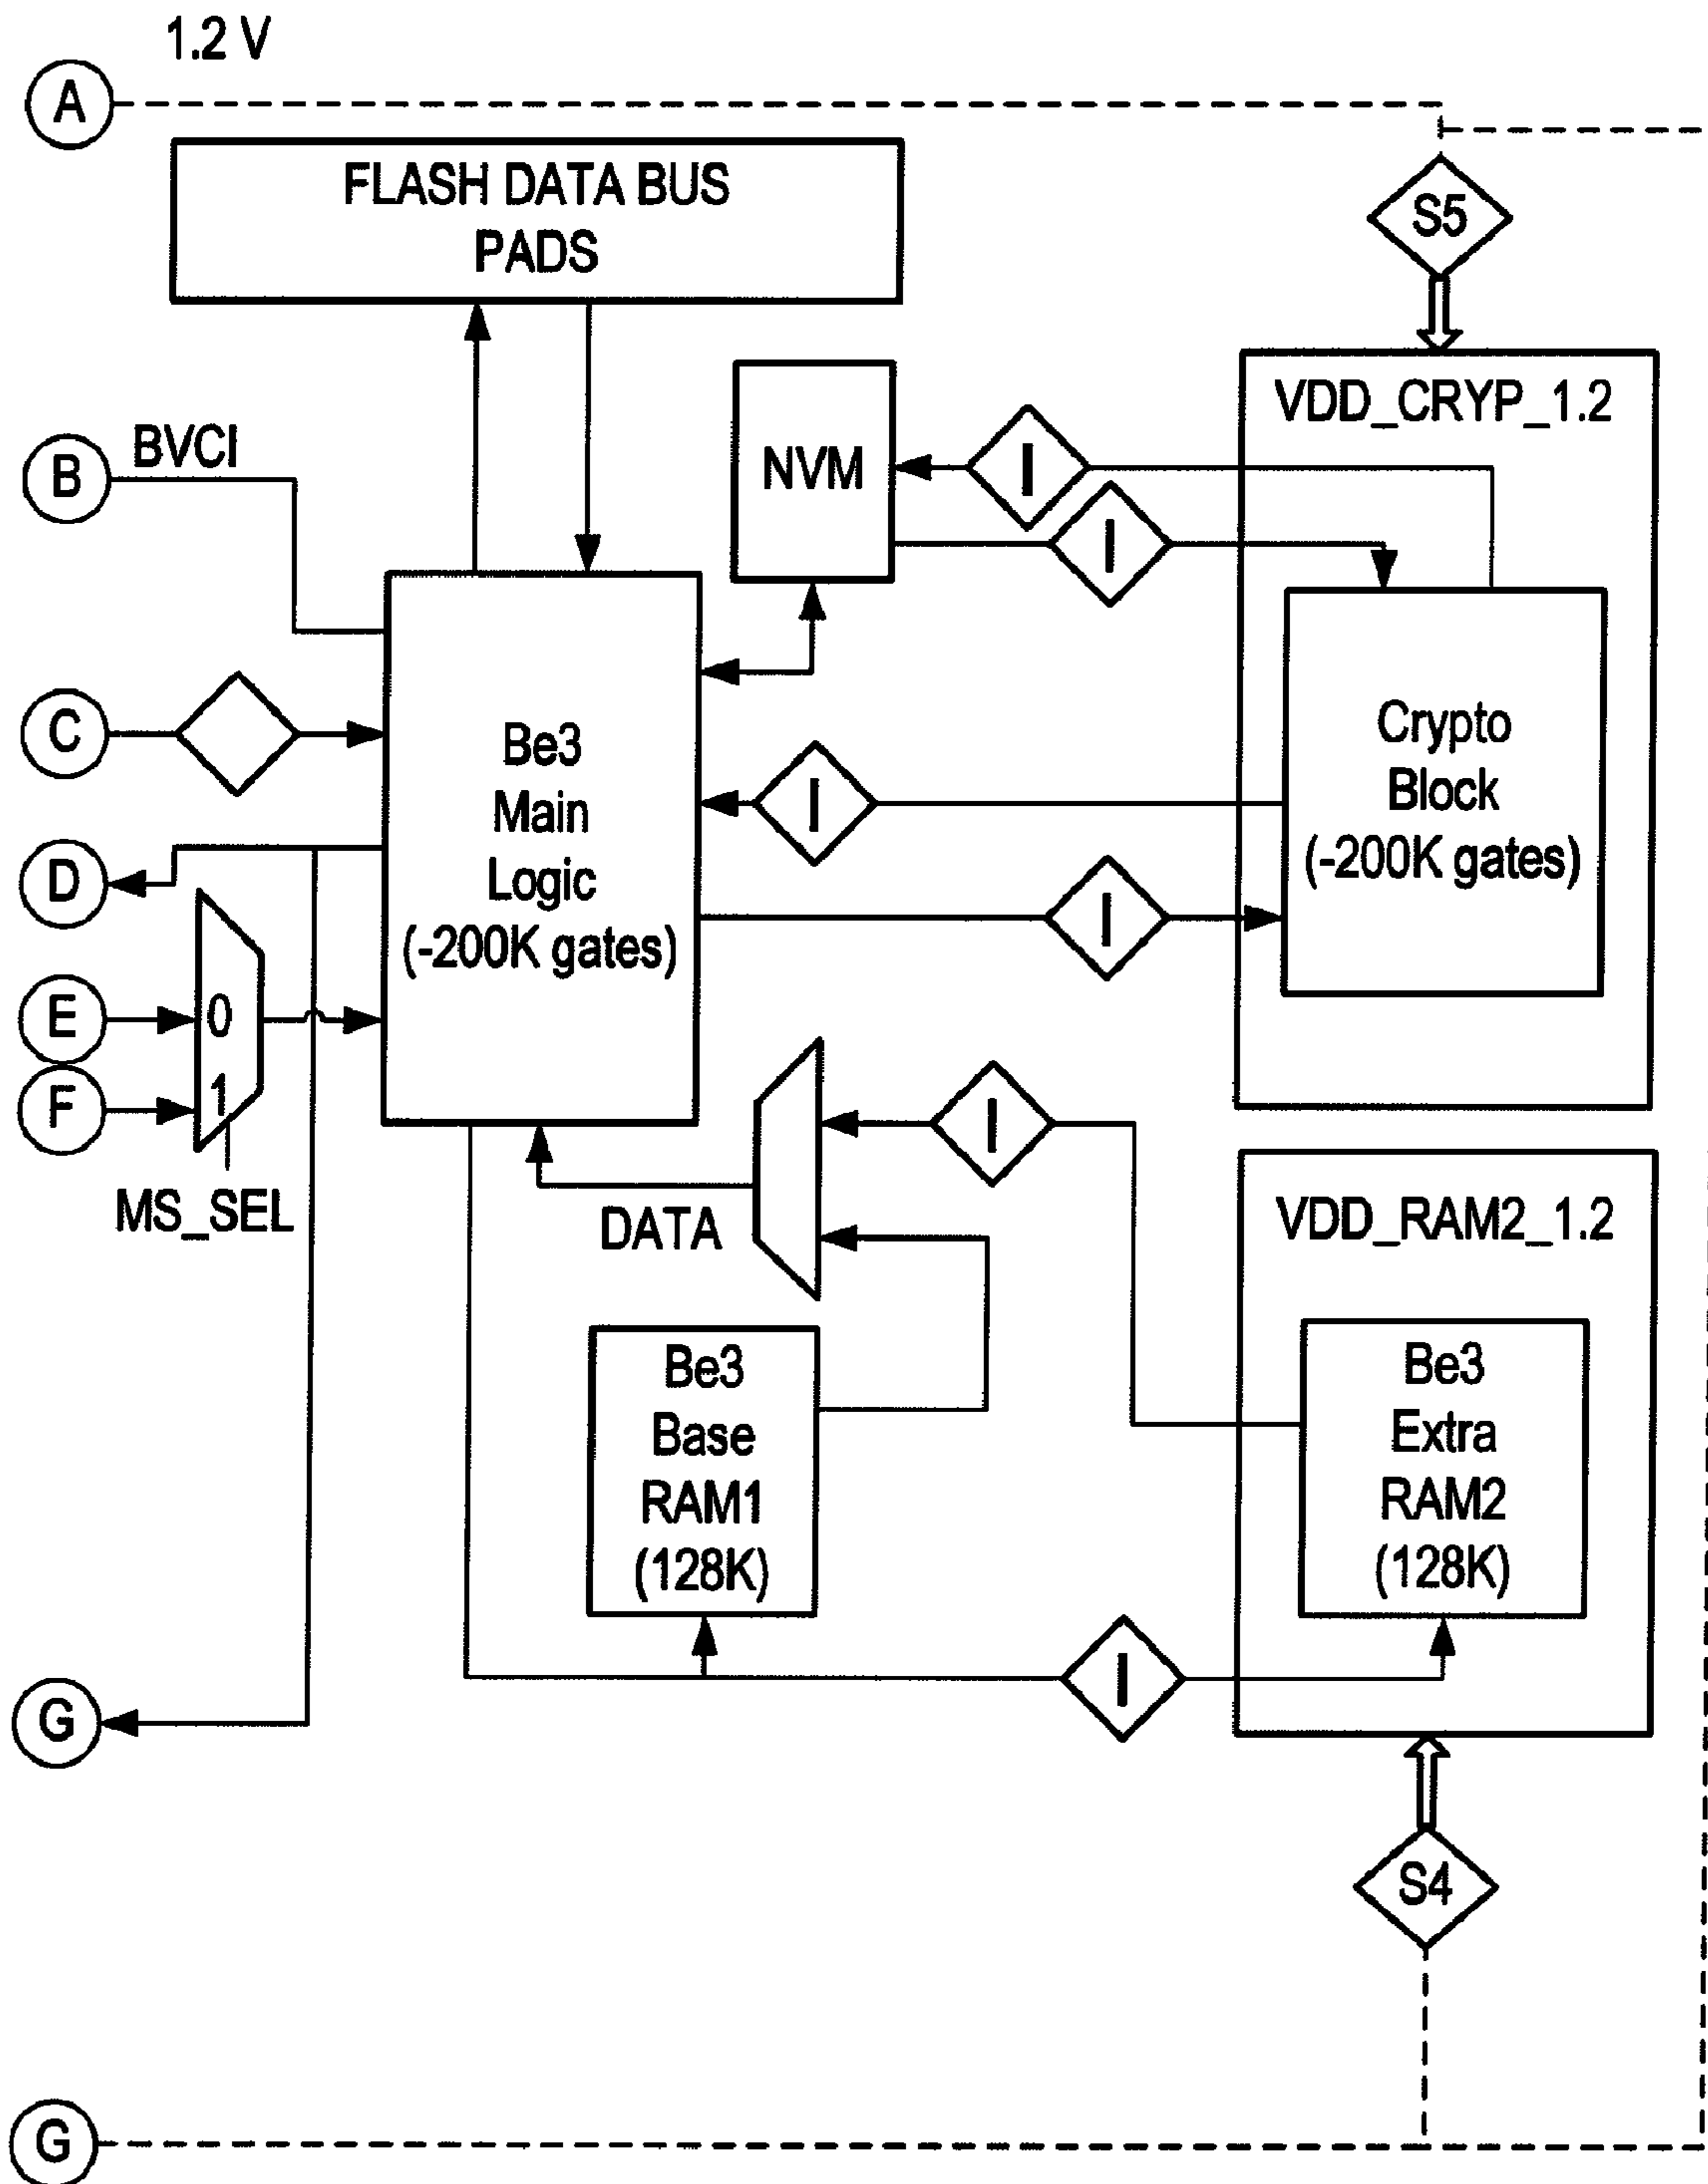 1.2 V
A
FLASH DATA BUS
PADS
S5
VDD_CRYP_1.2
B
BVCI
NVM
I
I
C
Be3
Main
Logic
(-200K gates)
I
I
Crypto
Block
(-200K gates)
D
E
0
F
1
MS_SEL
DATA
I
VDD_RAM2_1.2
Be3
Base
RAM1
(128K)
Be3
Extra
RAM2
(128K)
I
G
S4
G